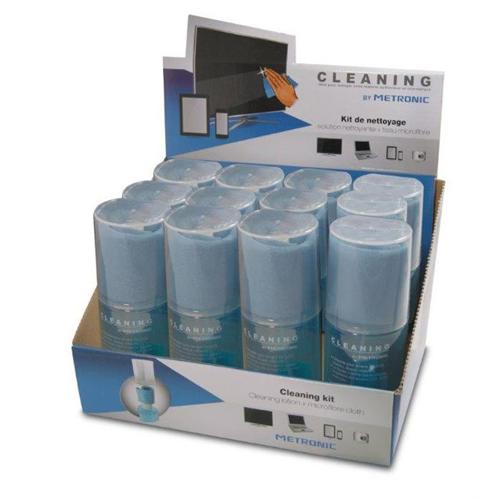 CLEANING
BY METRONIC
Kit de nettoyage
solution nettoyante + tissu microfibre
CLEANING
CLEANING
CLEANING
CLEANING
Cleaning kit
Cleaning lotion + microfibre cloth
METRONIC